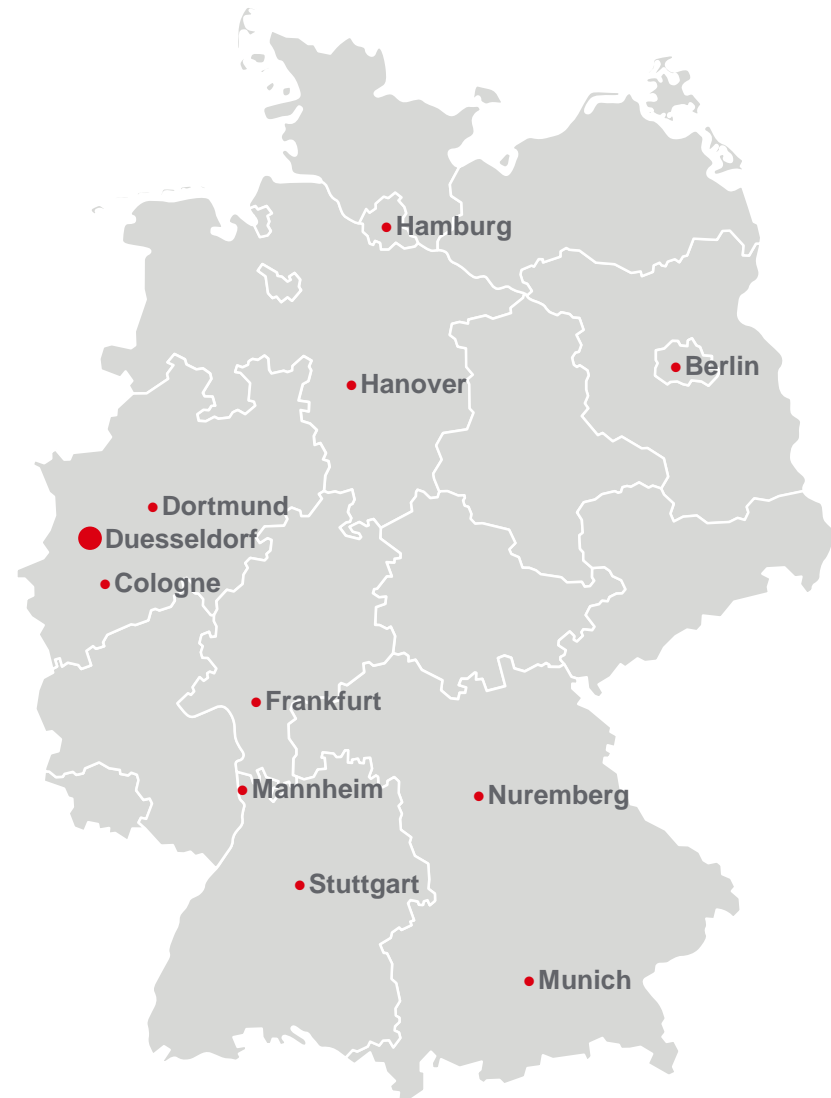 Hamburg
Berlin
Hanover
Dortmund
Duesseldorf
Cologne
Frankfurt
Mannheim
Nuremberg
Stuttgart
Munich